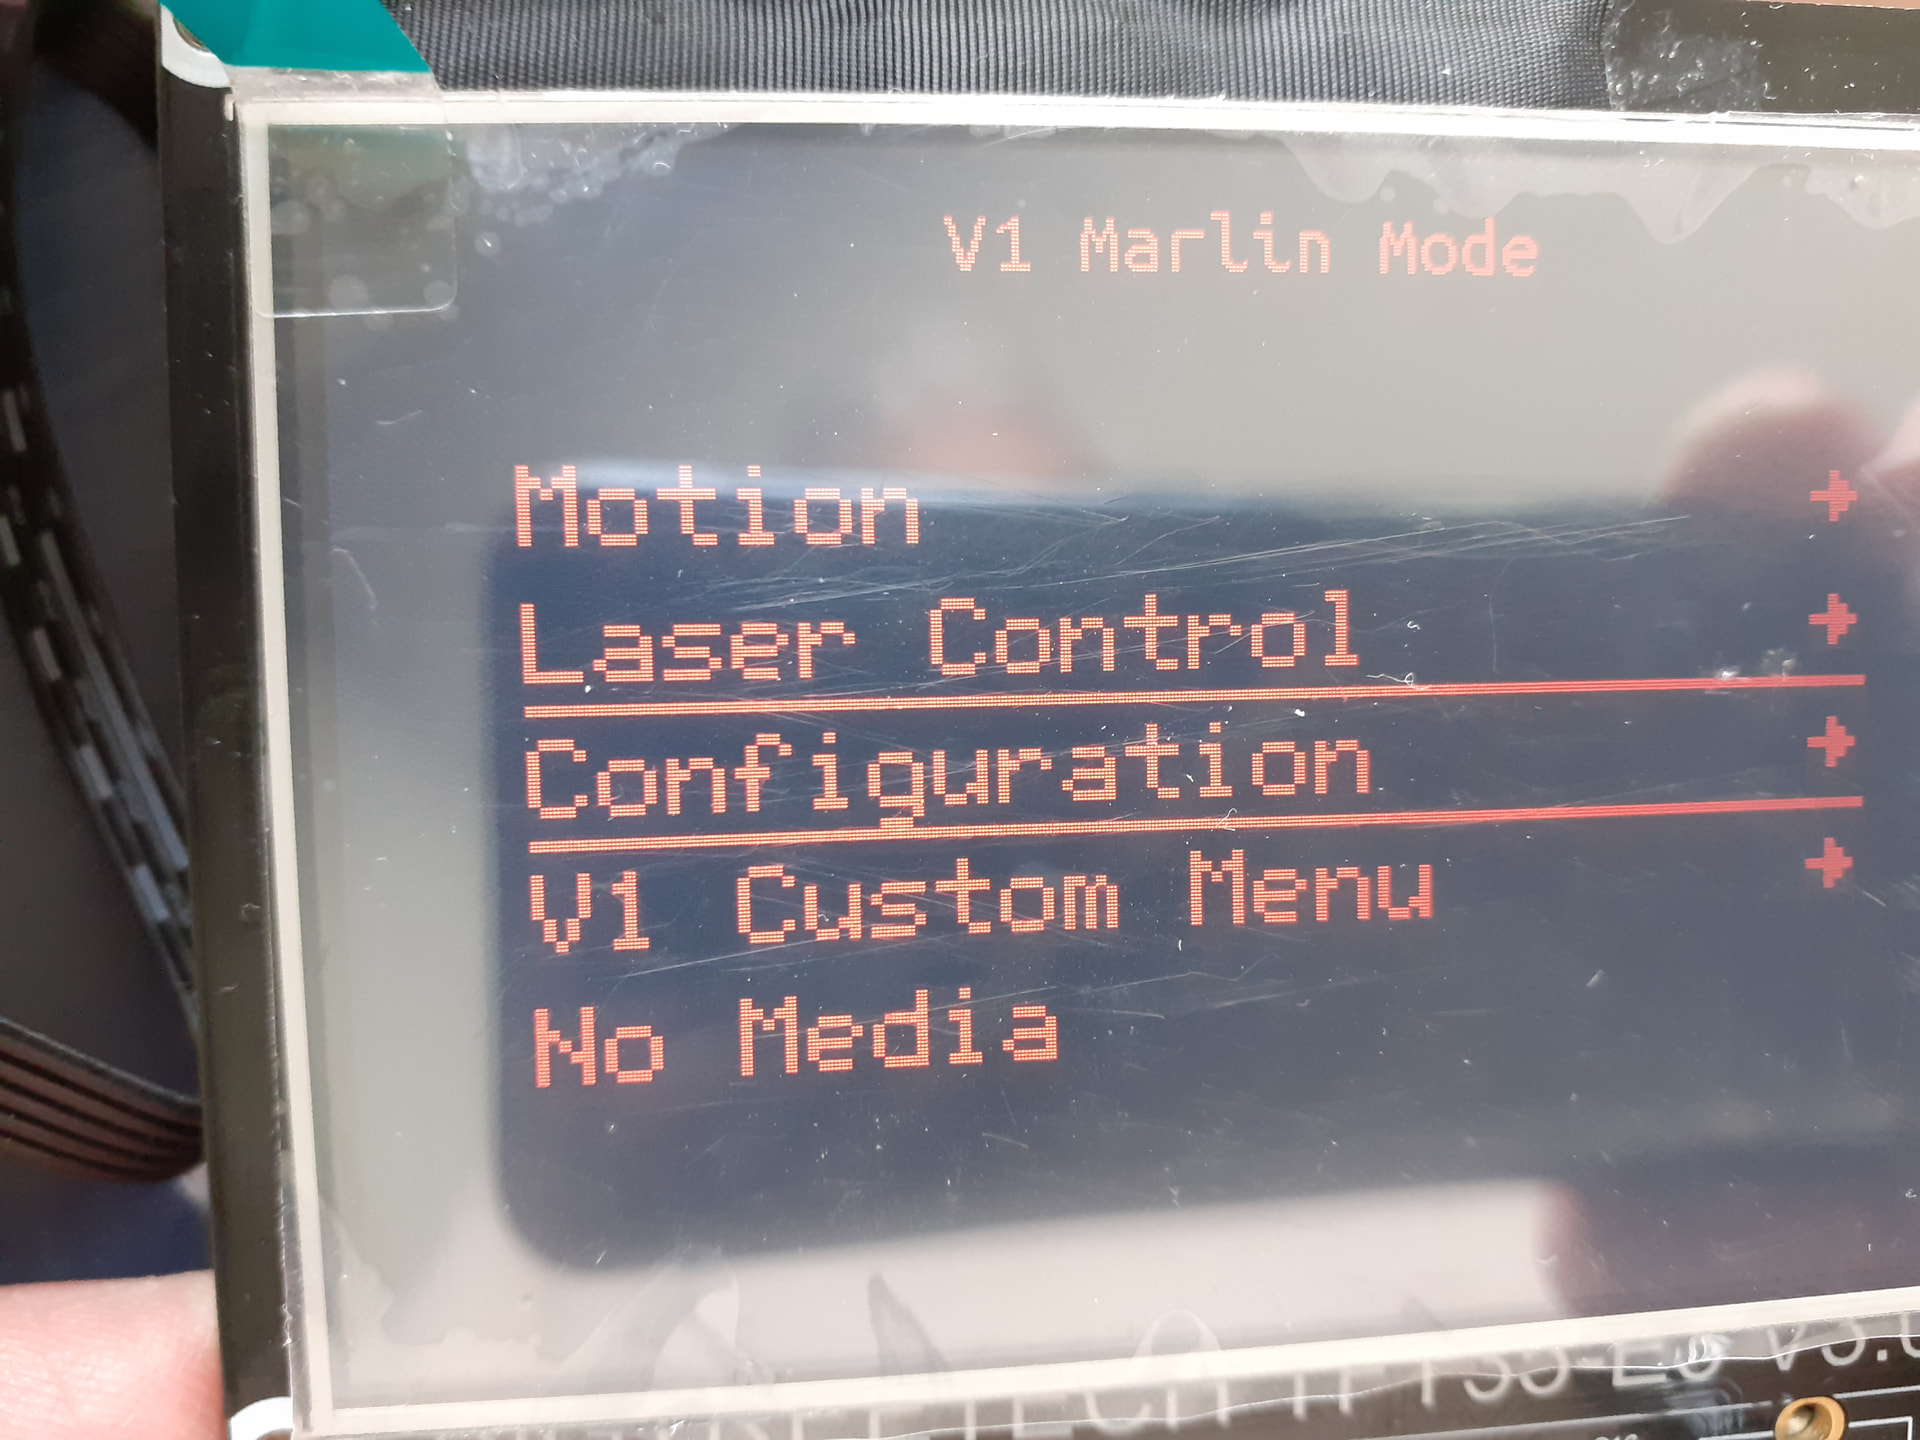 V1 Marlin Mode
Motion
Laser Control
Configuration
V1 Custom Menu
No Media